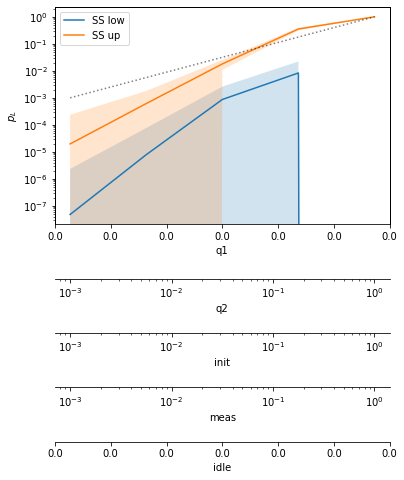 SS low
SS up
10⁰
10⁻¹
10⁻²
10⁻³
10⁻⁴
10⁻⁵
10⁻⁶
10⁻⁷
p_L
0.0 0.0 0.0 0.0 0.0 0.0 0.0
q1
10⁻³ 10⁻² 10⁻¹ 10⁰
q2
10⁻³ 10⁻² 10⁻¹ 10⁰
init
10⁻³ 10⁻² 10⁻¹ 10⁰
meas
0.0 0.0 0.0 0.0 0.0 0.0 0.0
idle